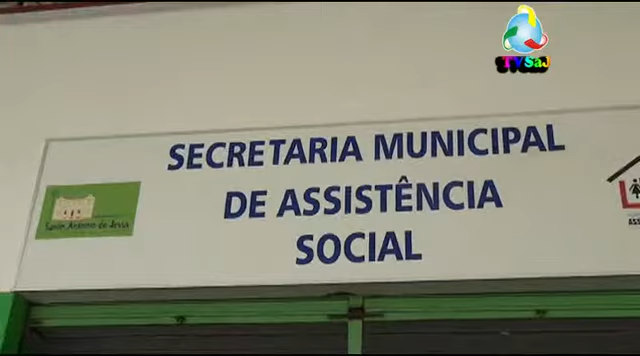 TVSaJ
SECRETARIA MUNICIPAL
DE ASSISTÊNCIA
SOCIAL
Santo Antônio de Jesus